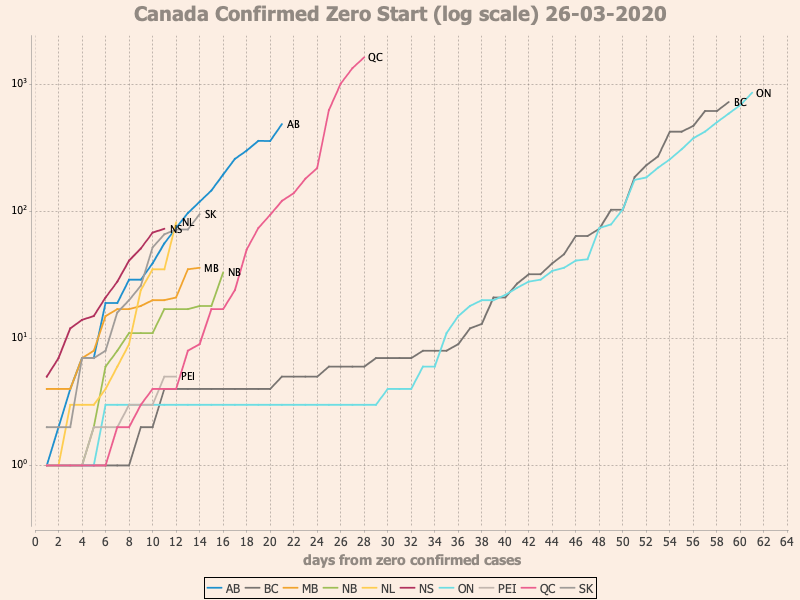 Canada Confirmed Zero Start (log scale) 26-03-2020
10³
10²
10¹
10⁰
QC
AB
BC
ON
SK
NL
NS
MB
NB
PEI
0 2 4 6 8 10 12 14 16 18 20 22 24 26 28 30 32 34 36 38 40 42 44 46 48 50 52 54 56 58 60 62 64
days from zero confirmed cases
AB BC MB NB NL NS ON PEI QC SK